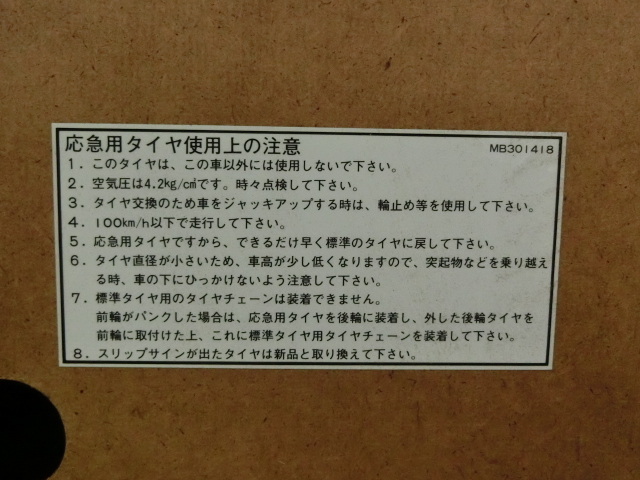 応急用タイヤ使用上の注意
MB301418
1. このタイヤは、この車以外には使用しないで下さい。
2. 空気圧は4.2kg/c㎡です。時々点検して下さい。
3. タイヤ交換のため車をジャッキアップする時は、輪止め等を使用して下さい。
4. 100km/h以下で走行して下さい。
5. 応急用タイヤですから、できるだけ早く標準のタイヤに戻して下さい。
6. タイヤ直径が小さいため、車高が少し低くなりますので、突起物などを乗り越え
る時、車の下にひっかけないよう注意して下さい。
7. 標準タイヤ用のタイヤチェーンは装着できません。
前輪がパンクした場合は、応急用タイヤを後輪に装着し、外した後輪タイヤを
前輪に取付けた上、これに標準タイヤ用タイヤチェーンを装着して下さい。
8. スリップサインが出たタイヤは新品と取り換えて下さい。